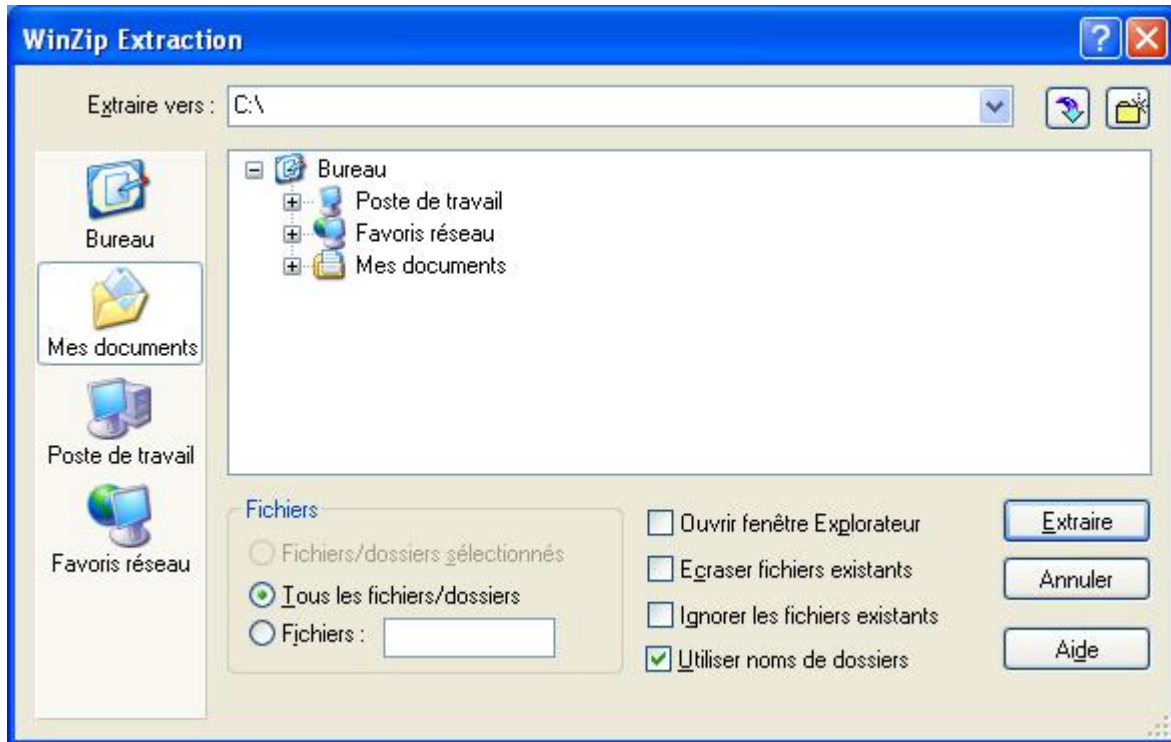 WinZip Extraction
Extraire vers : C:\
Bureau
Mes documents
Poste de travail
Favoris réseau
Bureau
Poste de travail
Favoris réseau
Mes documents
Fichiers
Fichiers/dossiers sélectionnés
Tous les fichiers/dossiers
Fichiers :
Ouvrir fenêtre Explorateur
Ecraser fichiers existants
Ignorer les fichiers existants
Utiliser noms de dossiers
Extraire
Annuler
Aide